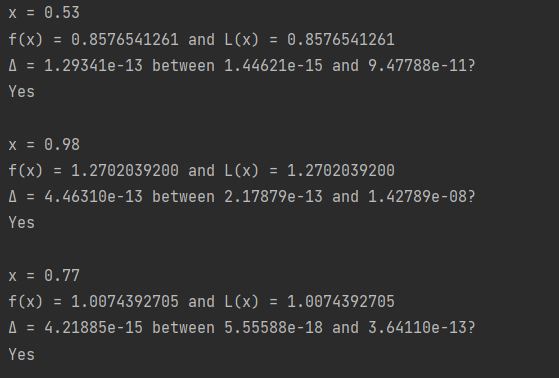 x = 0.53
f(x) = 0.8576541261 and L(x) = 0.8576541261
Δ = 1.29341e-13 between 1.44621e-15 and 9.47788e-11?
Yes
x = 0.98
f(x) = 1.2702039200 and L(x) = 1.2702039200
Δ = 4.46310e-13 between 2.17879e-13 and 1.42789e-08?
Yes
x = 0.77
f(x) = 1.0074392705 and L(x) = 1.0074392705
Δ = 4.21885e-15 between 5.55588e-18 and 3.64110e-13?
Yes